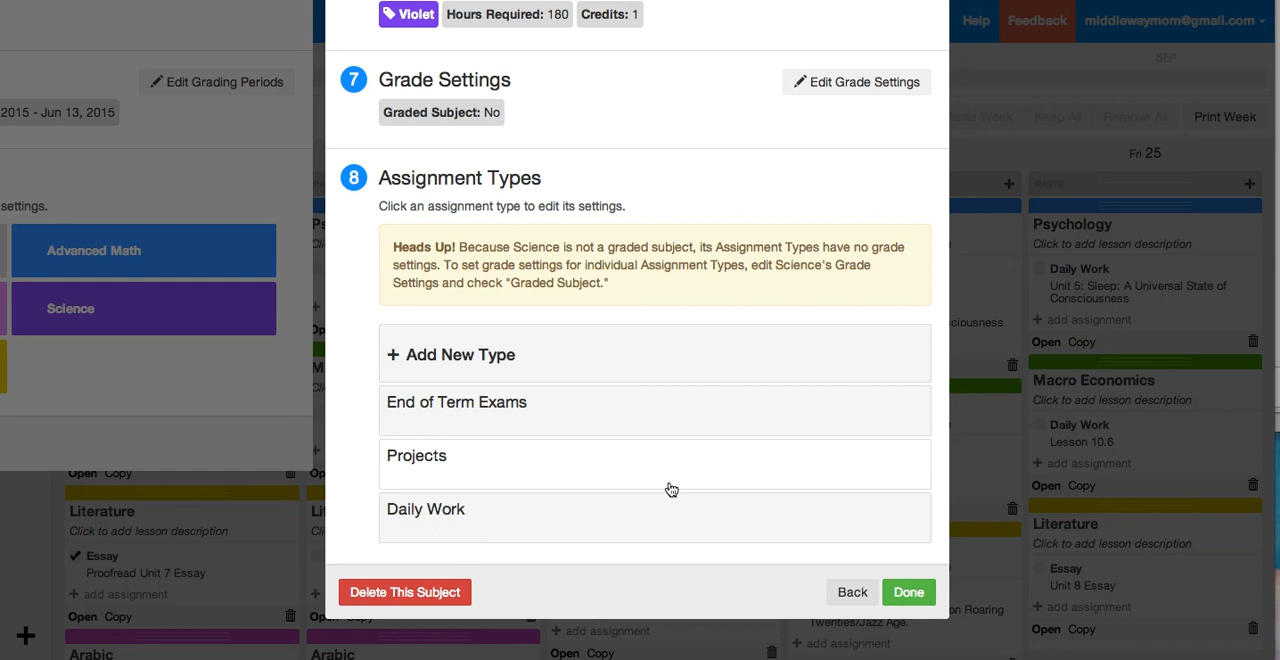 Violet Hours Required: 180 Credits: 1
Help Feedback middlewaymom@gmail.com
SEP
7 Grade Settings
Edit Grade Settings
Graded Subject: No
Edit Grading Periods
2015 - Jun 13, 2015
Keep All Remove All Print Week
Fri 25
8 Assignment Types
Click an assignment type to edit its settings.
settings.
Heads Up! Because Science is not a graded subject, its Assignment Types have no grade
settings. To set grade settings for individual Assignment Types, edit Science's Grade
Settings and check "Graded Subject."
Advanced Math
Science
+ Add New Type
End of Term Exams
Projects
Daily Work
Delete This Subject Back Done
Psychology
Click to add lesson description
Daily Work
Unit 5: Sleep: A Universal State of
Consciousness
+ add assignment
Open Copy
Macro Economics
Click to add lesson description
Daily Work
Lesson 10.6
+ add assignment
Open Copy
Literature
Click to add lesson description
Essay
Unit 8 Essay
+ add assignment
Open Copy
Open Copy
Literature
Click to add lesson description
Essay
Proofread Unit 7 Essay
+ add assignment
Open Copy
Arabic
Arabic
+ add assignment
Open Copy
Twenties/Jazz Age.
+ add assignment